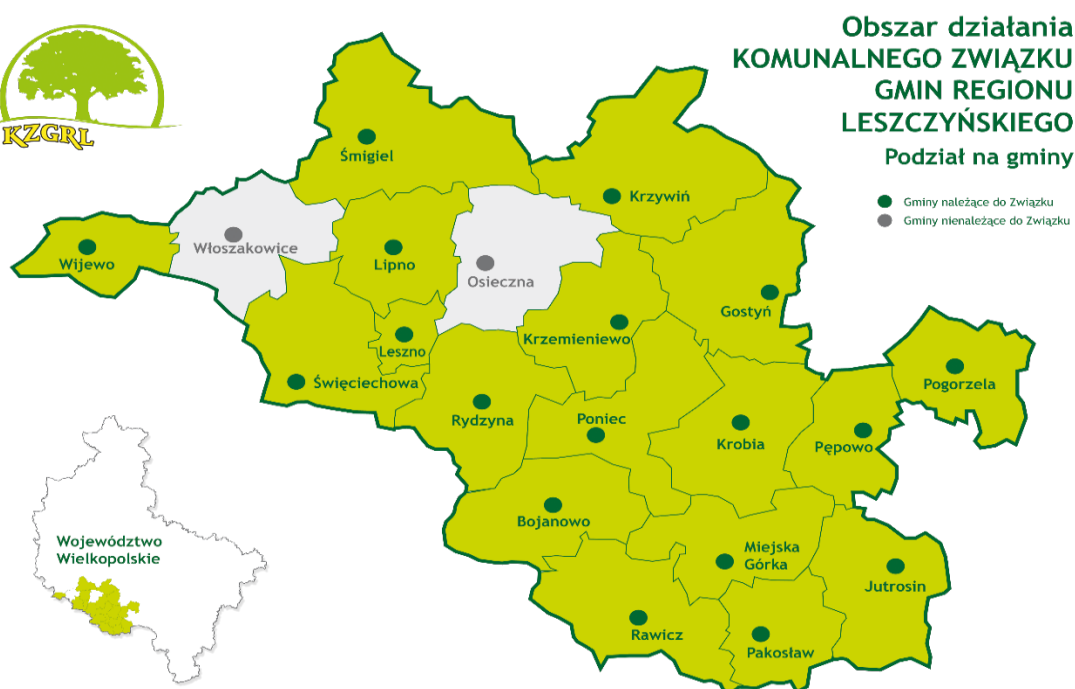 KZGRL
Obszar działania
KOMUNALNEGO ZWIĄZKU
GMIN REGIONU
LESZCZYŃSKIEGO
Podział na gminy
Gminy należące do Związku
Gminy nienależące do Związku
Śmigiel
Krzywiń
Włoszakowice
Wijewo
Lipno
Osieczna
Gostyń
Krzemieniewo
Leszno
Święciechowa
Pogorzela
Rydzyna
Poniec
Krobia
Pępowo
Bojanowo
Miejska
Górka
Jutrosin
Rawicz
Pakosław
Województwo
Wielkopolskie